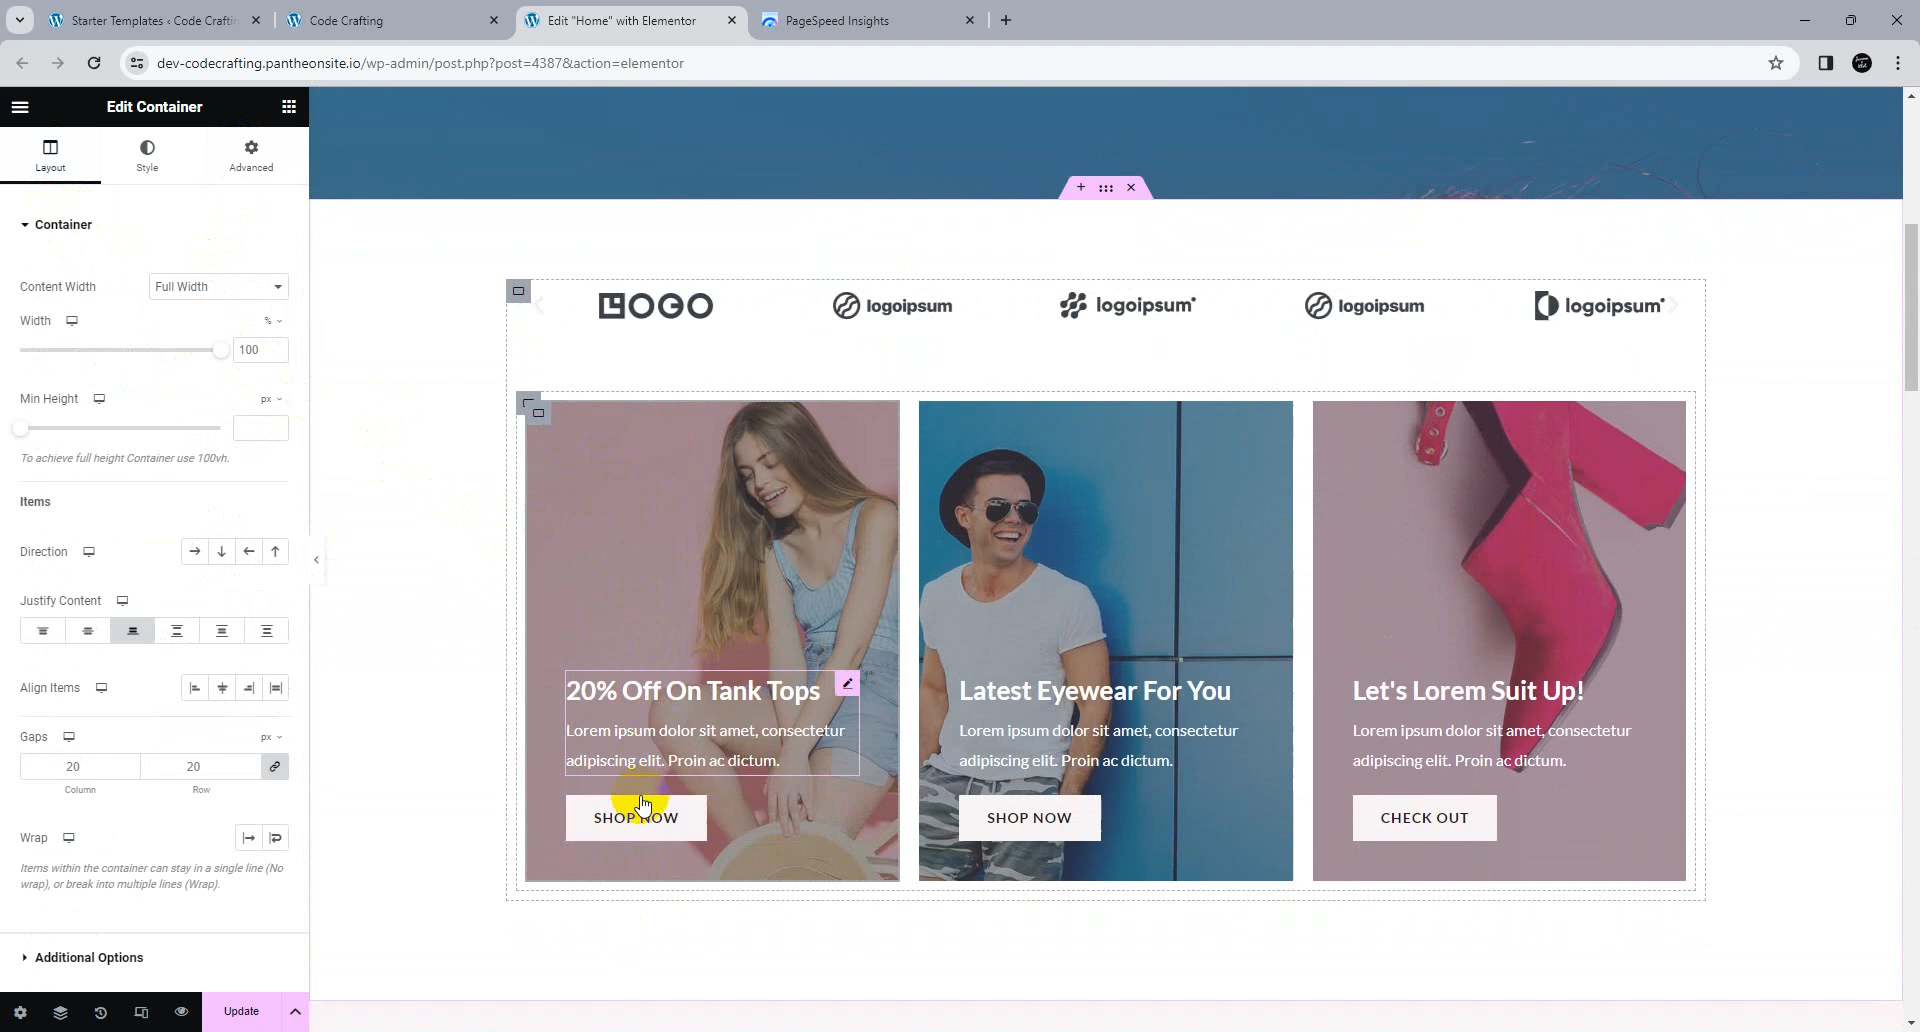 Starter Templates ‹ Code Craftin
Code Crafting
Edit "Home" with Elementor
PageSpeed Insights
dev-codecrafting.pantheonsite.io/wp-admin/post.php?post=4387&action=elementor
Edit Container
Layout
Style
Advanced
Container
Content Width
Full Width
Width
%
100
Min Height
px
To achieve full height Container use 100vh.
Items
Direction
Justify Content
Align Items
Gaps
px
20
20
Column
Row
Wrap
Items within the container can stay in a single line (No
wrap), or break into multiple lines (Wrap).
Additional Options
Update
LOGO
logoipsum
logoipsum
logoipsum
logoipsum
20% Off On Tank Tops
Lorem ipsum dolor sit amet, consectetur
adipiscing elit. Proin ac dictum.
SHOP NOW
Latest Eyewear For You
Lorem ipsum dolor sit amet, consectetur
adipiscing elit. Proin ac dictum.
SHOP NOW
Let's Lorem Suit Up!
Lorem ipsum dolor sit amet, consectetur
adipiscing elit. Proin ac dictum.
CHECK OUT